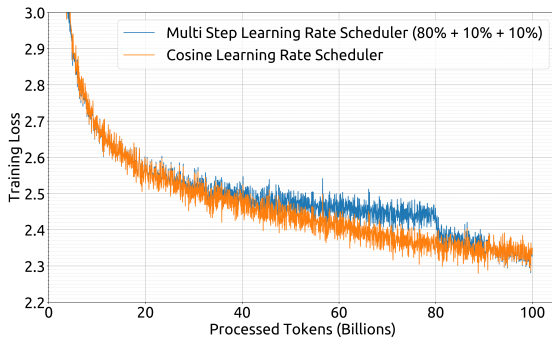 Multi Step Learning Rate Scheduler (80% + 10% + 10%)
Cosine Learning Rate Scheduler
Training Loss
3.0
2.9
2.8
2.7
2.6
2.5
2.4
2.3
2.2
0 20 40 60 80 100
Processed Tokens (Billions)